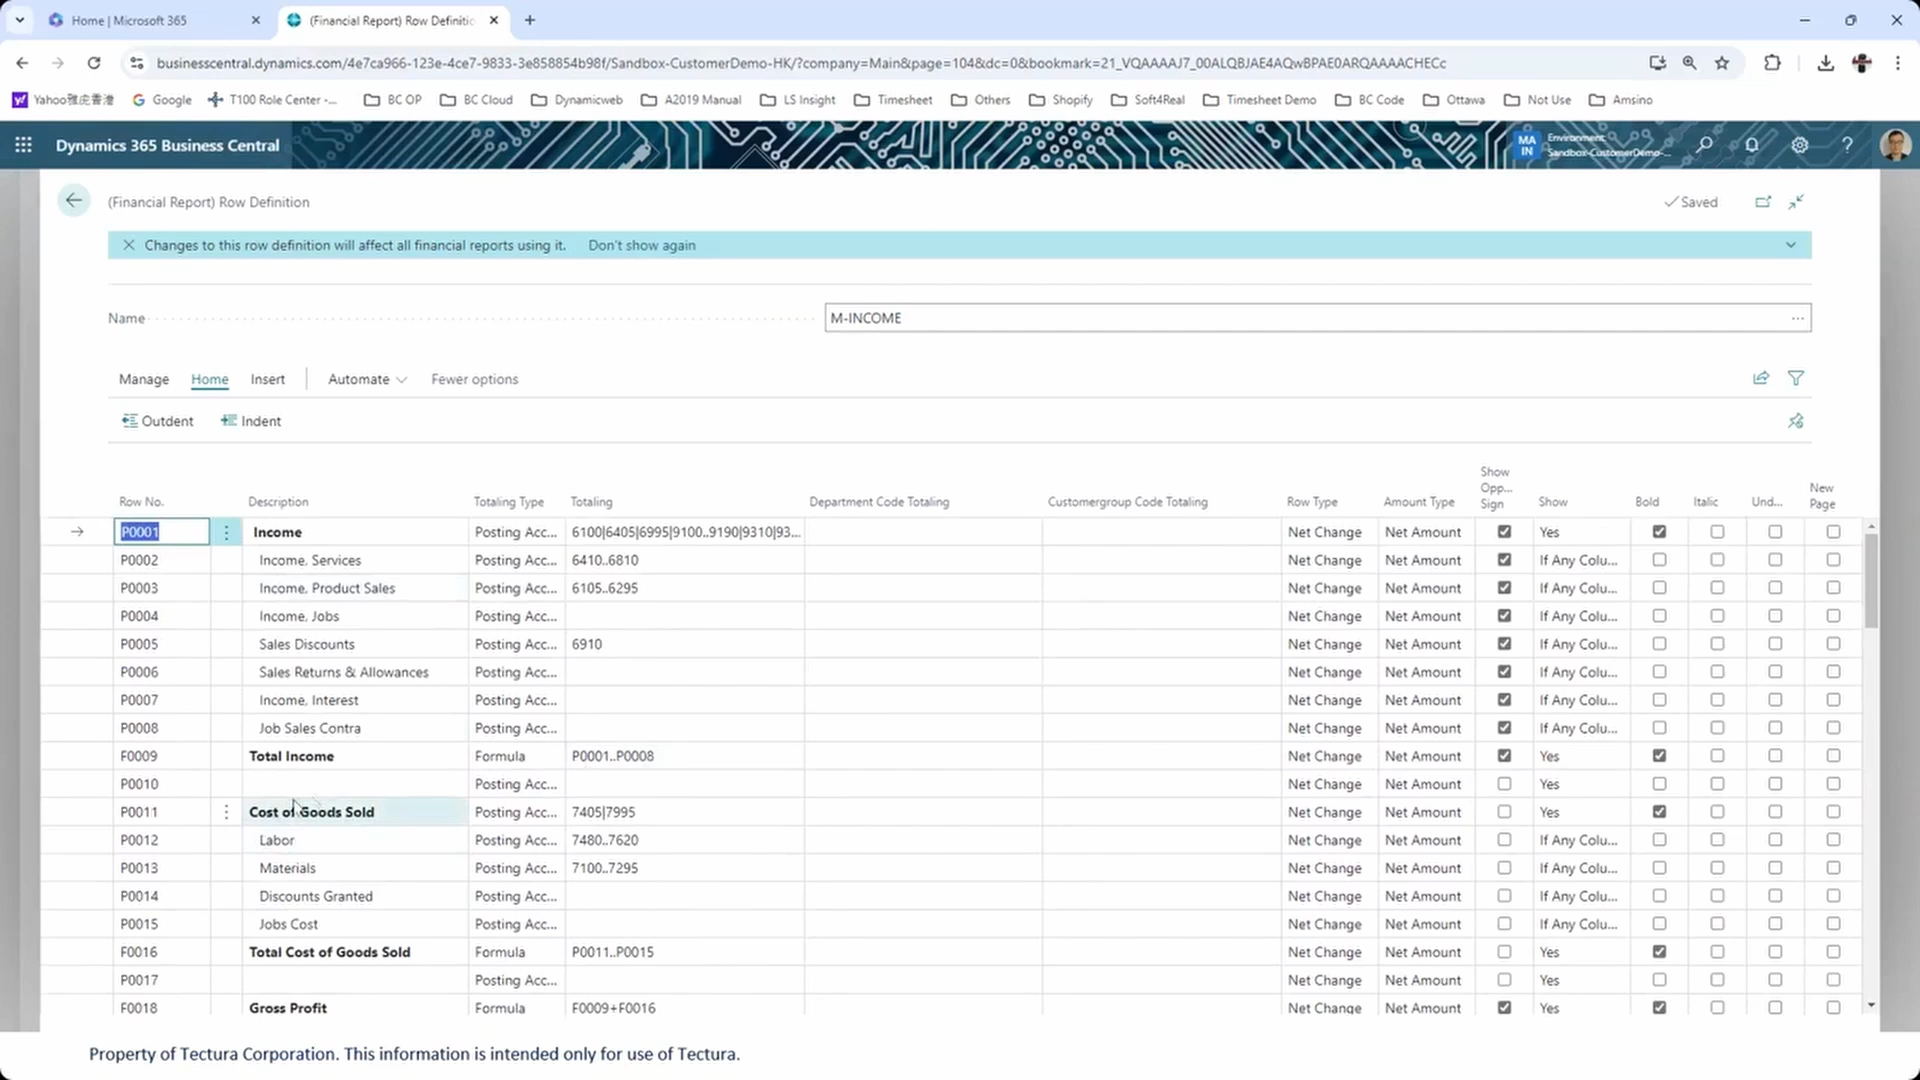 Home | Microsoft 365
(Financial Report) Row Definitio
businesscentral.dynamics.com/4e7ca966-123e-4ce7-9833-3e858854b98f/Sandbox-CustomerDemo-HK/?company=Main&page=104&dc=0&bookmark=21_VQAAAAJ7_00ALQBJAE4AQwBPAE0ARQAAAACHECc
Yahoo雅虎香港 Google T100 Role Center -... BC OP BC Cloud Dynamicweb A2019 Manual LS Insight Timesheet Others Shopify Soft4Real Timesheet Demo BC Code Ottawa Not Use Amsino
Dynamics 365 Business Central
MA IN
Environment:
Sandbox-CustomerDemo-...
(Financial Report) Row Definition
Saved
Changes to this row definition will affect all financial reports using it. Don't show again
Name
M-INCOME
Manage Home Insert Automate Fewer options
Outdent Indent
Row No. Description Totaling Type Totaling Department Code Totaling Customergroup Code Totaling Row Type Amount Type Show Opp... Sign Show Bold Italic Und... New Page
P0001 Income Posting Acc... 6100|6405|6995|9100..9190|9310|93... Net Change Net Amount Yes
P0002 Income, Services Posting Acc... 6410..6810 Net Change Net Amount If Any Colu...
P0003 Income, Product Sales Posting Acc... 6105..6295 Net Change Net Amount If Any Colu...
P0004 Income, Jobs Posting Acc... Net Change Net Amount If Any Colu...
P0005 Sales Discounts Posting Acc... 6910 Net Change Net Amount If Any Colu...
P0006 Sales Returns & Allowances Posting Acc... Net Change Net Amount If Any Colu...
P0007 Income, Interest Posting Acc... Net Change Net Amount If Any Colu...
P0008 Job Sales Contra Posting Acc... Net Change Net Amount If Any Colu...
F0009 Total Income Formula P0001..P0008 Net Change Net Amount Yes
P0010 Posting Acc... Net Change Net Amount Yes
P0011 Cost of Goods Sold Posting Acc... 7405|7995 Net Change Net Amount Yes
P0012 Labor Posting Acc... 7480..7620 Net Change Net Amount If Any Colu...
P0013 Materials Posting Acc... 7100..7295 Net Change Net Amount If Any Colu...
P0014 Discounts Granted Posting Acc... Net Change Net Amount If Any Colu...
P0015 Jobs Cost Posting Acc... Net Change Net Amount If Any Colu...
F0016 Total Cost of Goods Sold Formula P0011..P0015 Net Change Net Amount Yes
P0017 Posting Acc... Net Change Net Amount Yes
F0018 Gross Profit Formula F0009+F0016 Net Change Net Amount Yes
Property of Tectura Corporation. This information is intended only for use of Tectura.